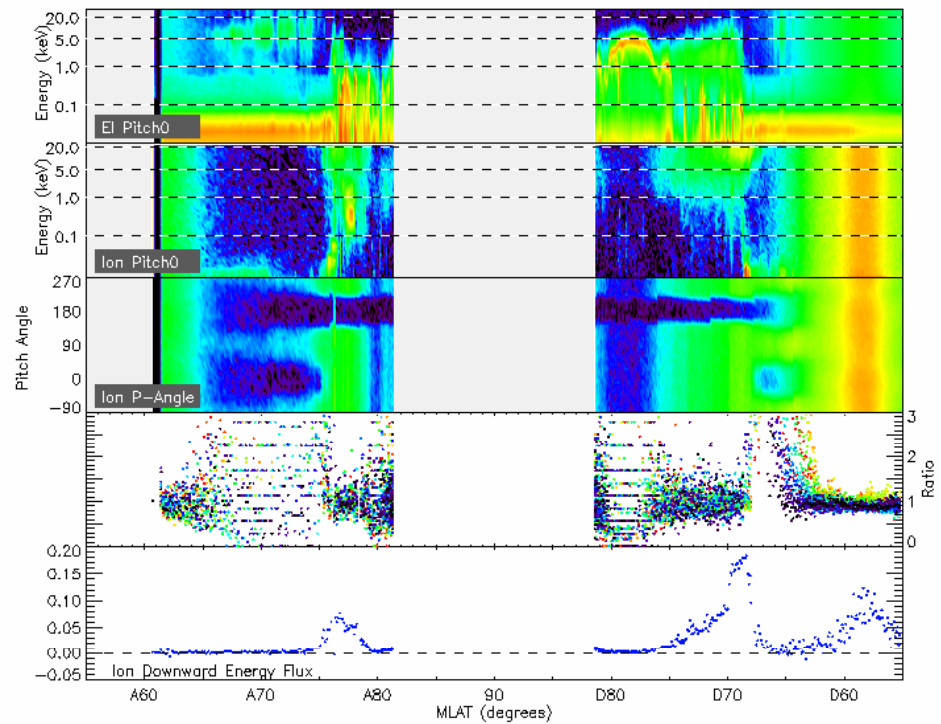 20.0
5.0
1.0
0.1
Energy (keV)
El Pitch0
20.0
5.0
1.0
0.1
Energy (keV)
Ion Pitch0
270
180
90
0
-90
Pitch Angle
Ion P-Angle
3
2
1
0
Ratio
0.20
0.15
0.10
0.05
0.00
-0.05
Ion Downward Energy Flux
A60 A70 A80 90 D80 D70 D60
MLAT (degrees)